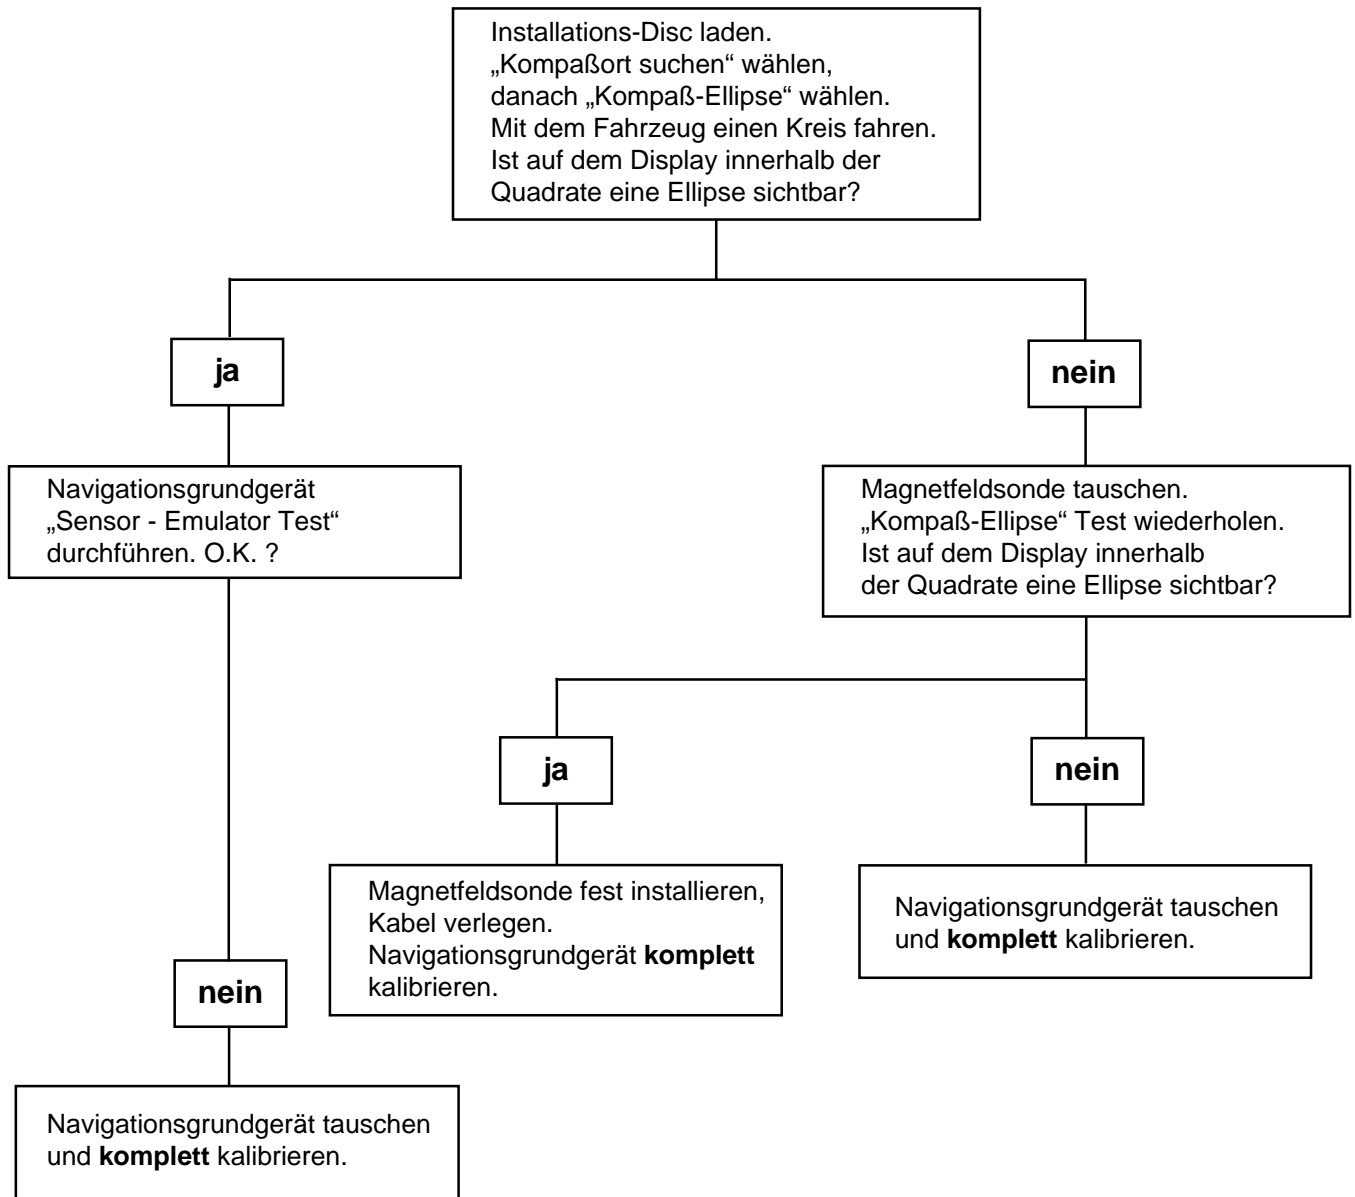 Installations-Disc laden.
„Kompaßort suchen“ wählen,
danach „Kompaß-Ellipse“ wählen.
Mit dem Fahrzeug einen Kreis fahren.
Ist auf dem Display innerhalb der
Quadrate eine Ellipse sichtbar?
ja
nein
Navigationsgrundgerät
„Sensor - Emulator Test“
durchführen. O.K. ?
Magnetfeldsonde tauschen.
„Kompaß-Ellipse“ Test wiederholen.
Ist auf dem Display innerhalb
der Quadrate eine Ellipse sichtbar?
ja
nein
Magnetfeldsonde fest installieren,
Kabel verlegen.
Navigationsgrundgerät komplett
kalibrieren.
Navigationsgrundgerät tauschen
und komplett kalibrieren.
nein
Navigationsgrundgerät tauschen
und komplett kalibrieren.